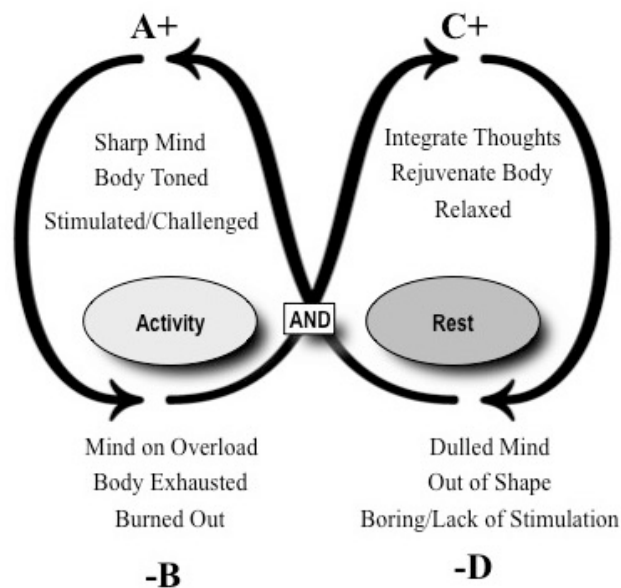 A+
C+
Sharp Mind
Body Toned
Stimulated/Challenged
Integrate Thoughts
Rejuvenate Body
Relaxed
Activity
AND
Rest
Mind on Overload
Body Exhausted
Burned Out
Dulled Mind
Out of Shape
Boring/Lack of Stimulation
-B
-D